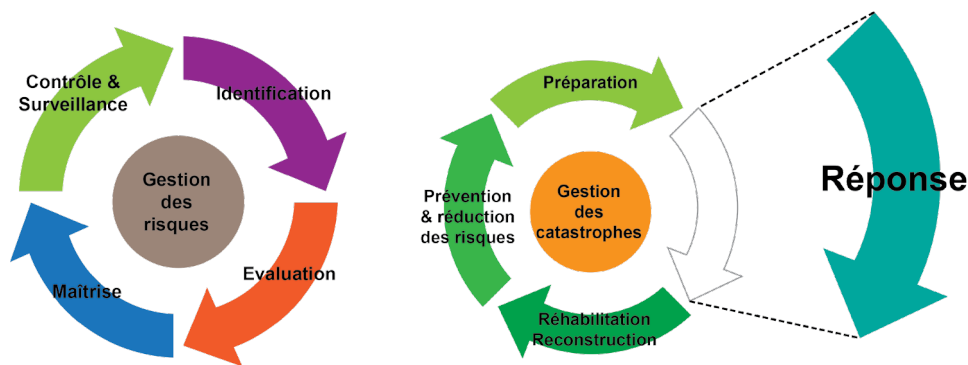 Contrôle &
Surveillance
Identification
Gestion
des
risques
Maîtrise
Evaluation
Préparation
Prévention
& réduction
des risques
Gestion
des
catastrophes
Réhabilitation
Reconstruction
Réponse